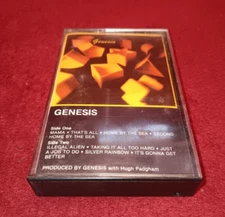 Genesis
GENESIS
Side One
MAMA • THAT'S ALL • HOME BY THE SEA • SECOND
HOME BY THE SEA
Side Two
ILLEGAL ALIEN • TAKING IT ALL TOO HARD • JUST
A JOB TO DO • SILVER RAINBOW • IT'S GONNA GET
BETTER
PRODUCED BY GENESIS with Hugh Padgham